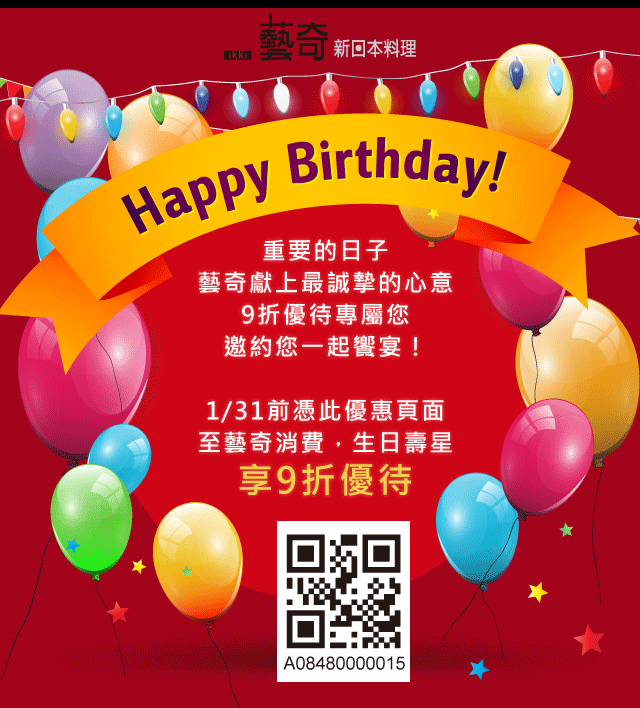 ikki 藝奇 新日本料理
Happy Birthday!
重要的日子
藝奇獻上最誠摯的心意
9折優待專屬您
邀約您一起饗宴！
1/31前憑此優惠頁面
至藝奇消費，生日壽星
享9折優待
A08480000015